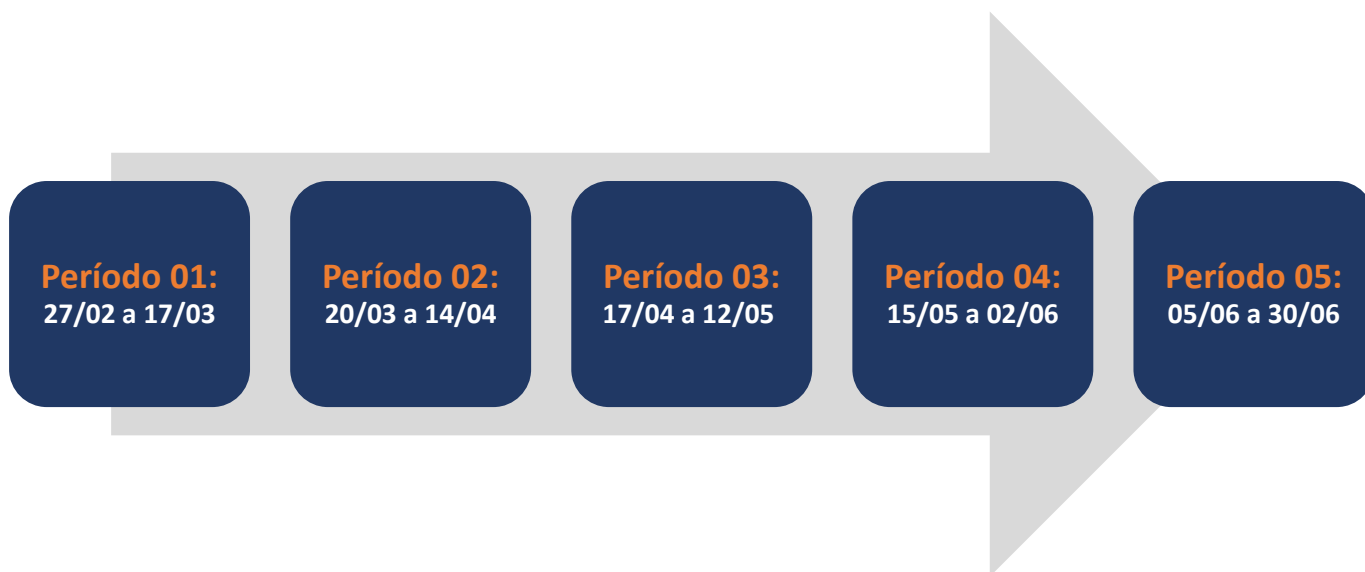 Período 01:
27/02 a 17/03
Período 02:
20/03 a 14/04
Período 03:
17/04 a 12/05
Período 04:
15/05 a 02/06
Período 05:
05/06 a 30/06